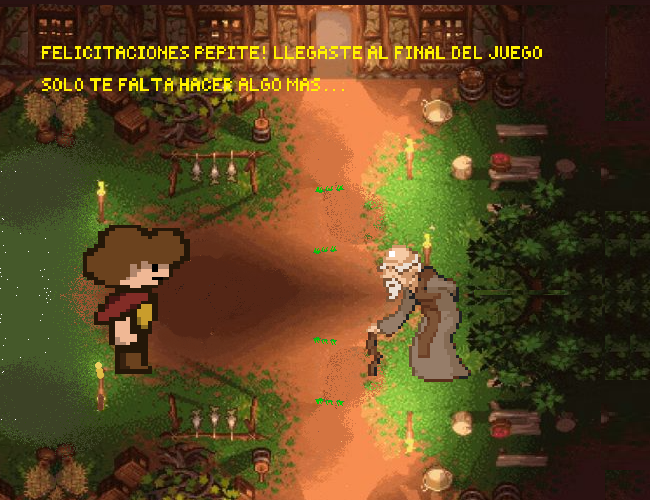 FELICITACIONES PEPITE! LLEGASTE AL FINAL DEL JUEGO
SOLO TE FALTA HACER ALGO MAS...